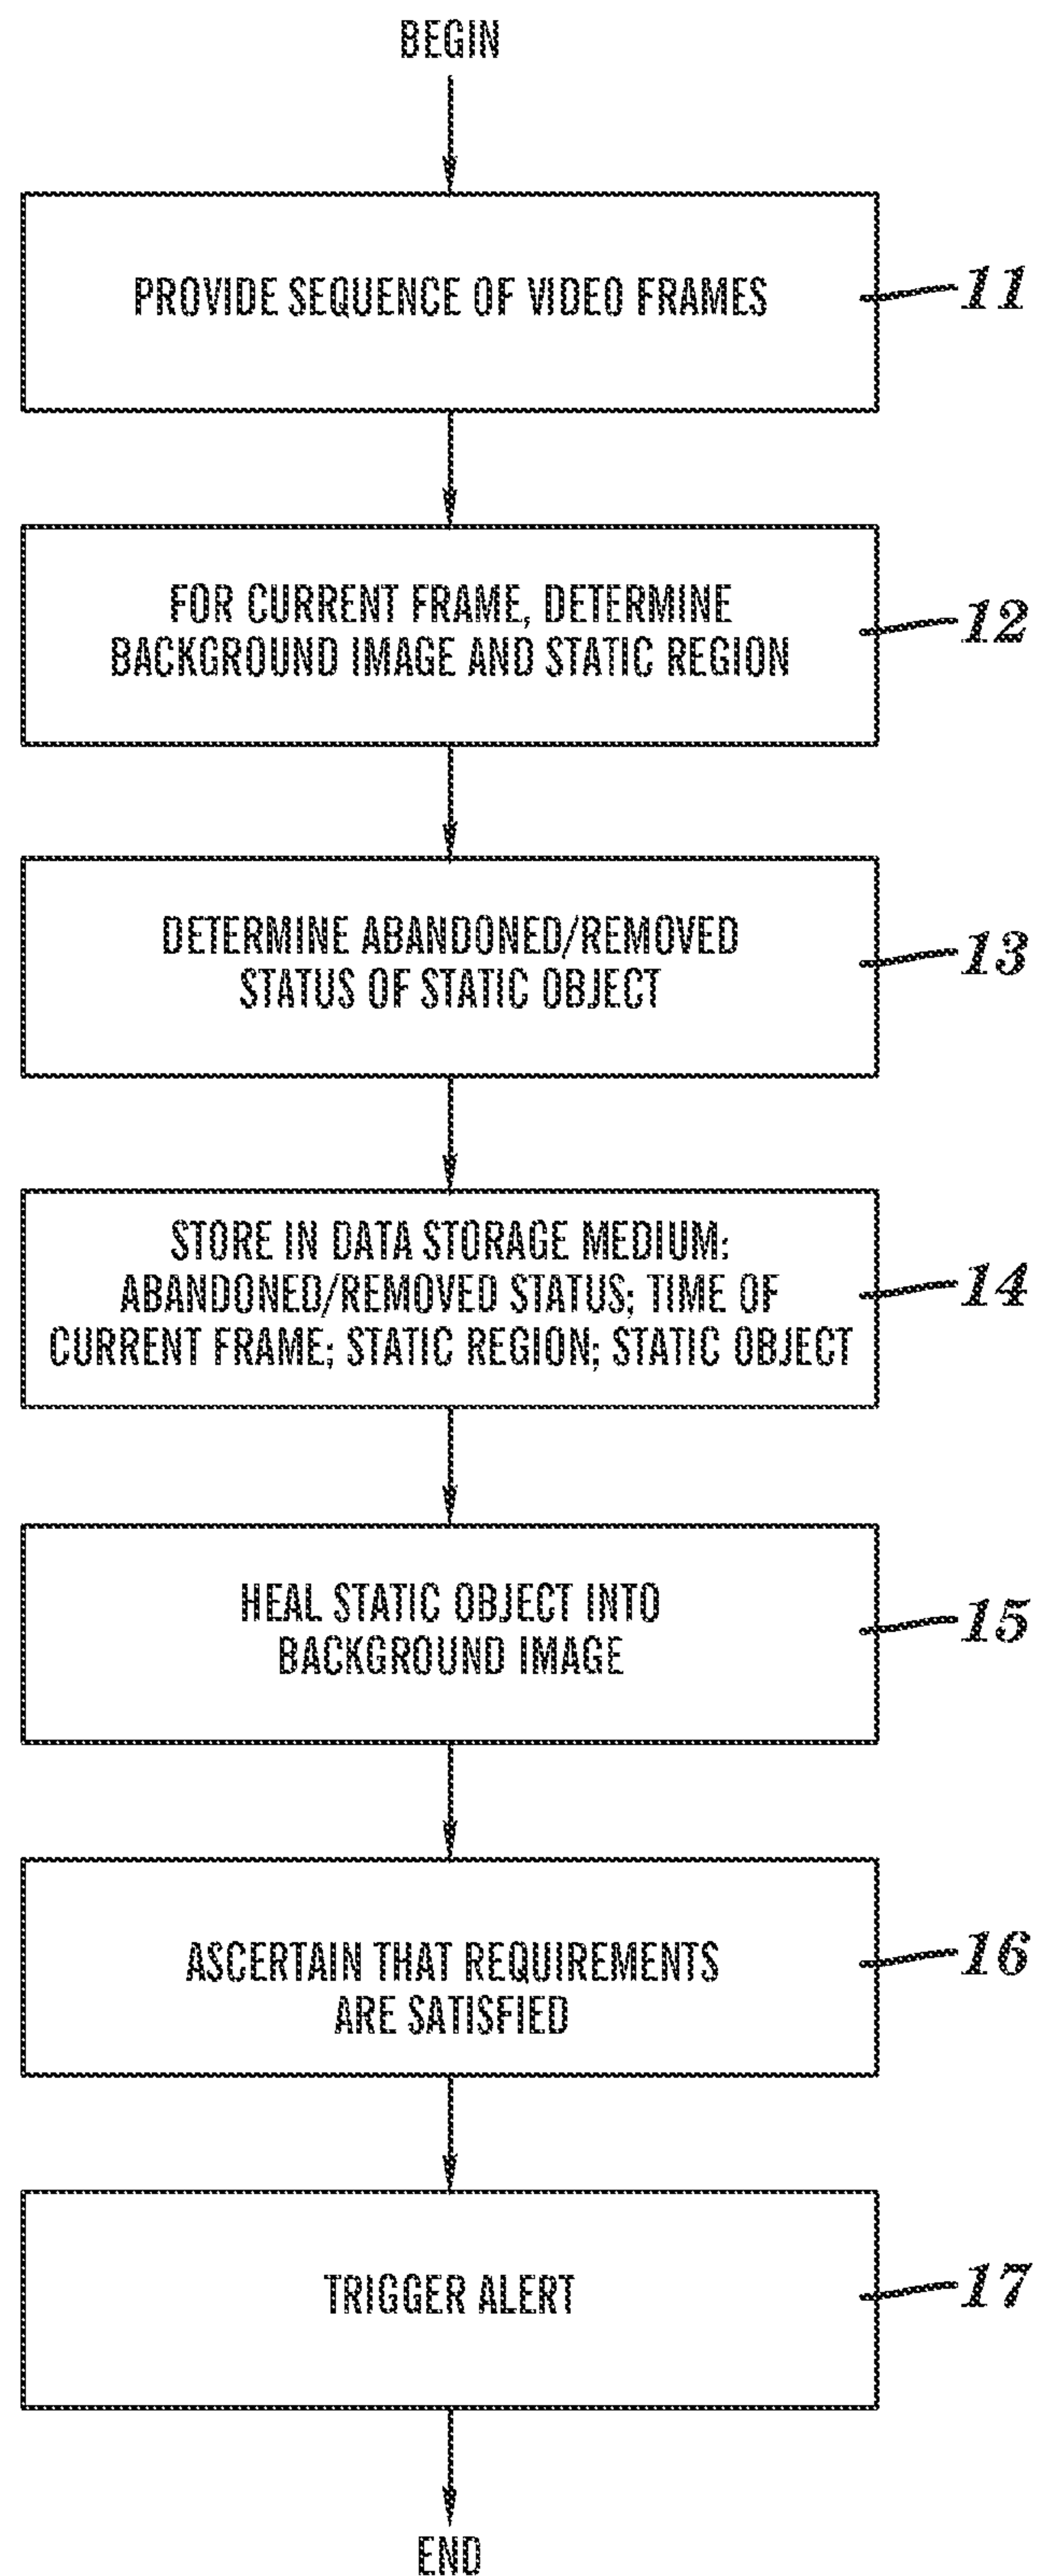 BEGIN
PROVIDE SEQUENCE OF VIDEO FRAMES
11
FOR CURRENT FRAME, DETERMINE
BACKGROUND IMAGE AND STATIC REGION
12
DETERMINE ABANDONED/REMOVED
STATUS OF STATIC OBJECT
13
STORE IN DATA STORAGE MEDIUM:
ABANDONED/REMOVED STATUS; TIME OF
CURRENT FRAME; STATIC REGION; STATIC OBJECT
14
HEAL STATIC OBJECT INTO
BACKGROUND IMAGE
15
ASCERTAIN THAT REQUIREMENTS
ARE SATISFIED
16
TRIGGER ALERT
17
END